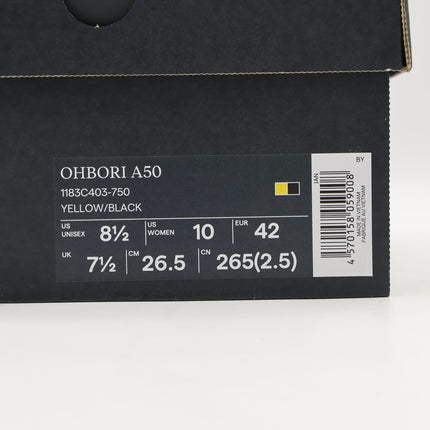 OHBORI A50
1183C403-750
YELLOW/BLACK
US UNISEX 8½ US WOMEN 10 EUR 42
UK 7½ CM 26.5 CN 265(2.5)
BY
JAN
4 570158 059008
MADE IN VIETNAM
FABRIQUÉ AU VIETNAM